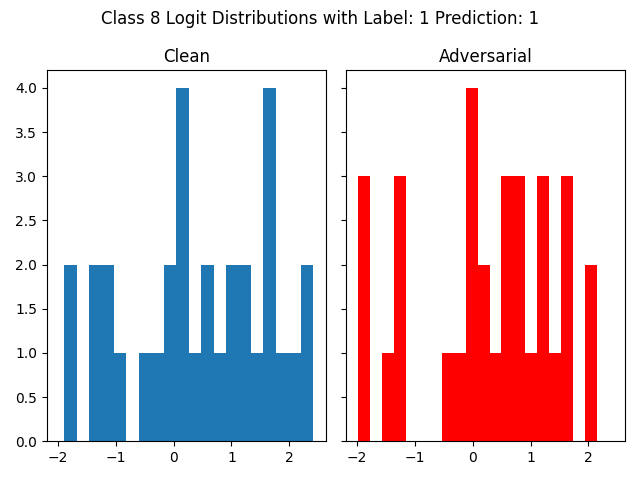 Class 8 Logit Distributions with Label: 1 Prediction: 1
Clean
Adversarial
4.0
3.5
3.0
2.5
2.0
1.5
1.0
0.5
0.0
−2 −1 0 1 2
−2 −1 0 1 2